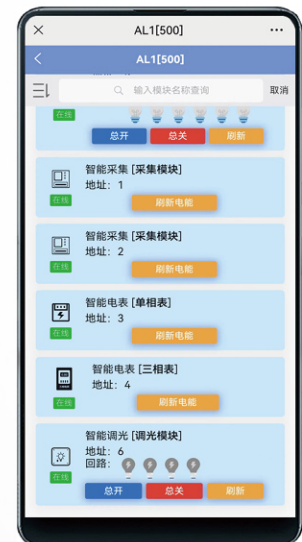 AL1[500]
AL1[500]
输入模块名称查询 取消
在线
总开 总关 刷新
智能采集 [采集模块]
地址: 1
在线
刷新电能
智能采集 [采集模块]
地址: 2
在线
刷新电能
智能电表 [单相表]
地址: 3
在线
刷新电能
智能电表 [三相表]
地址: 4
在线
刷新电能
智能调光 [调光模块]
地址: 6
回路:
在线
总开 总关 刷新